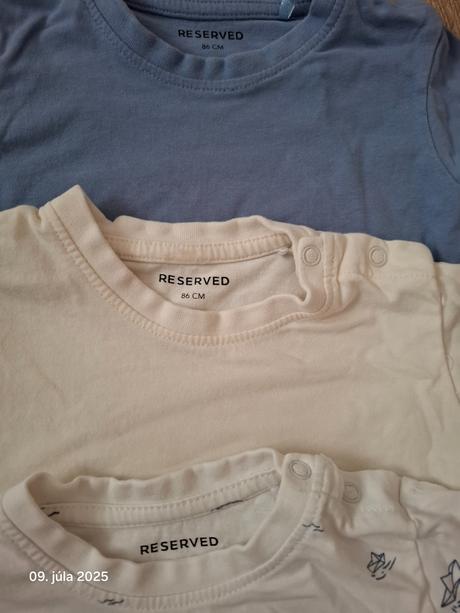 RESERVED
86 CM
RESERVED
86 CM
RESERVED
09. júla 2025